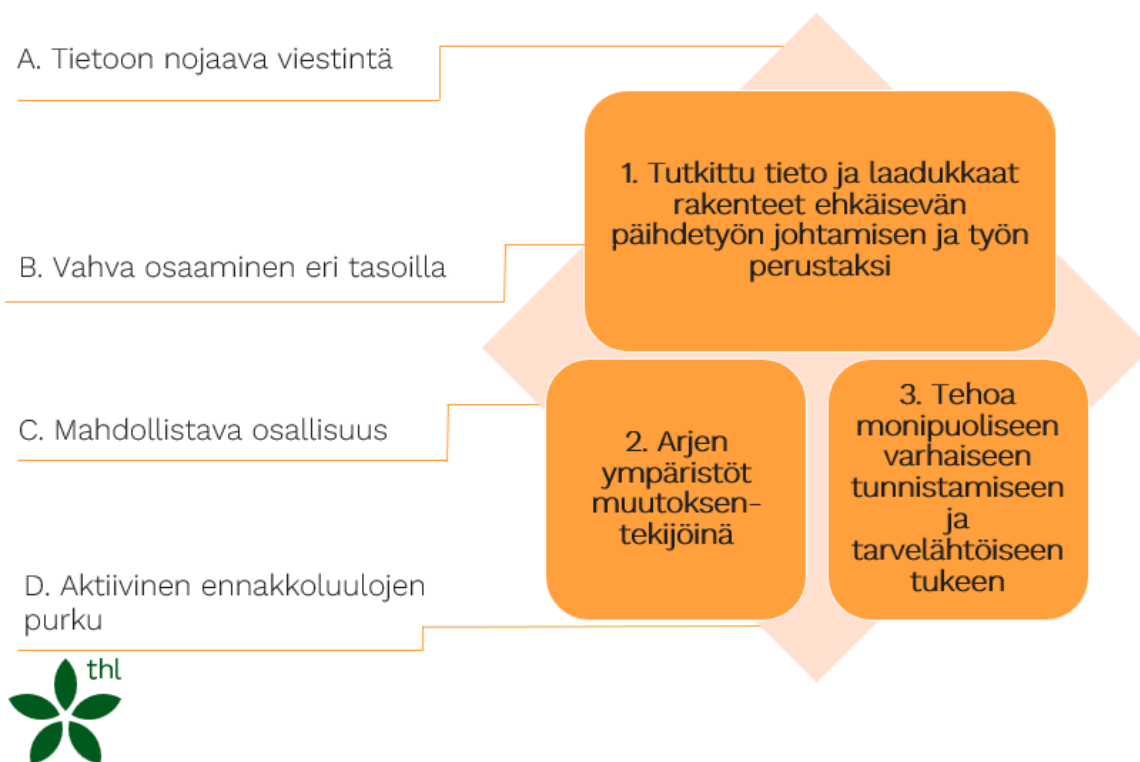 A. Tietoon nojaava viestintä
B. Vahva osaaminen eri tasoilla
C. Mahdollistava osallisuus
D. Aktiivinen ennakkoluulojen
purku
1. Tutkittu tieto ja laadukkaat
rakenteet ehkäisevän
päihdetyön johtamisen ja työn
perustaksi
2. Arjen
ympäristöt
muutoksen-
tekijöinä
3. Tehoa
monipuoliseen
varhaiseen
tunnistamiseen
ja
tarvelähtöiseen
tukeen
thl